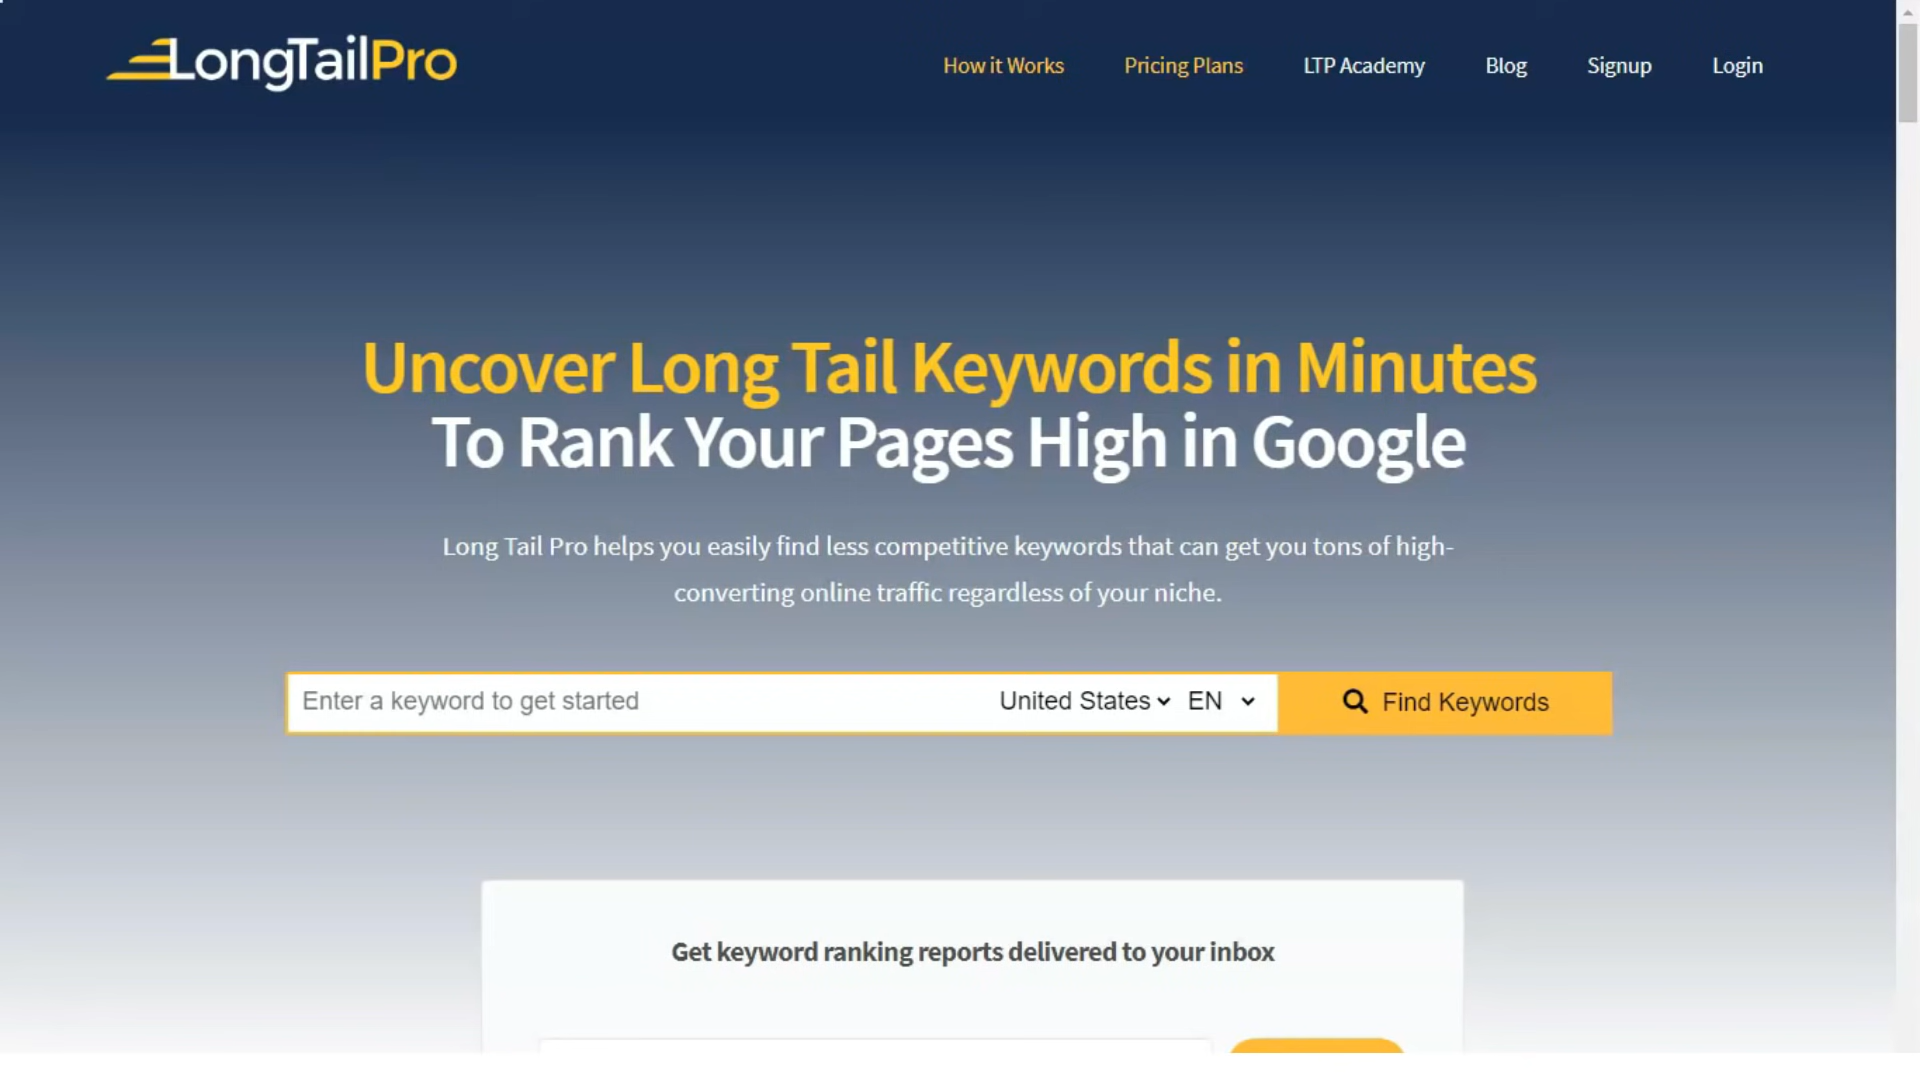 LongTailPro
How it Works
Pricing Plans
LTP Academy
Blog
Signup
Login
Uncover Long Tail Keywords in Minutes
To Rank Your Pages High in Google
Long Tail Pro helps you easily find less competitive keywords that can get you tons of high-
converting online traffic regardless of your niche.
Enter a keyword to get started
United States
EN
Find Keywords
Get keyword ranking reports delivered to your inbox